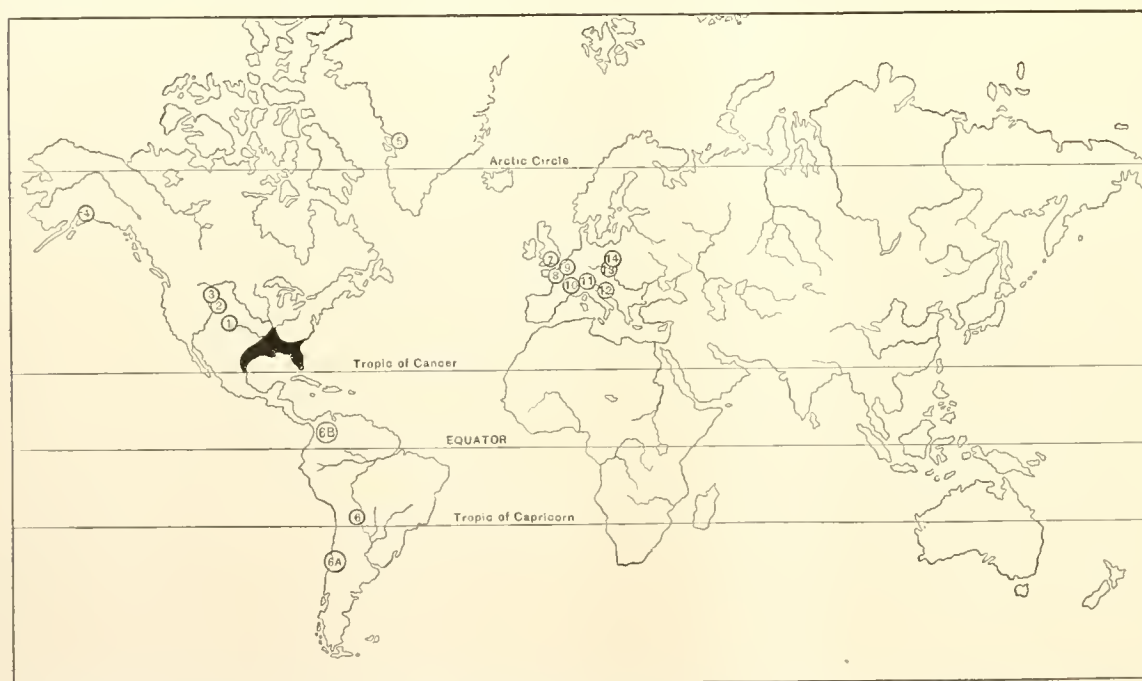 5
Arctic Circle
4
7
14
9
13
8
11
10
12
3
2
1
Tropic of Cancer
6B
EQUATOR
6
Tropic of Capricorn
6A